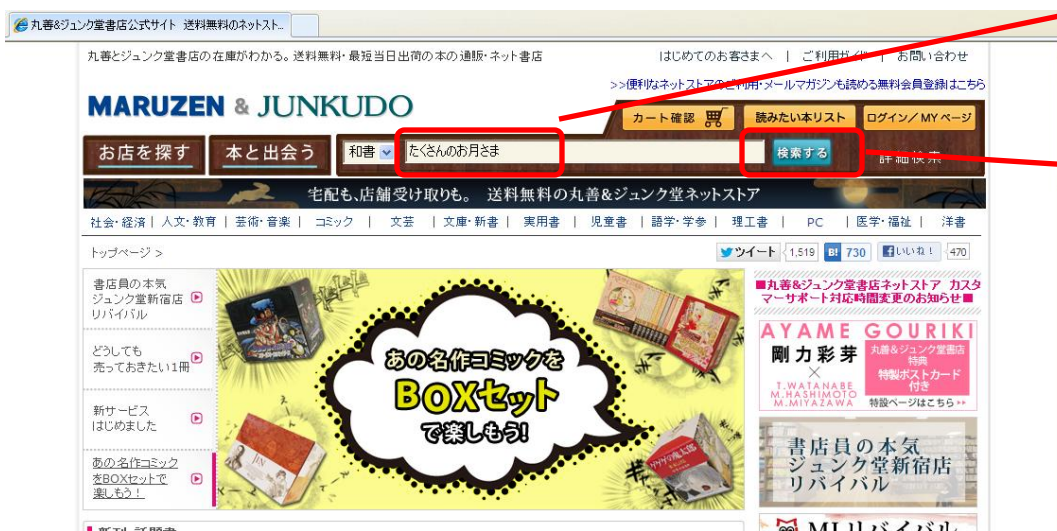 丸善&ジュンク堂書店公式サイト 送料無料のネットスト...
丸善とジュンク堂書店の在庫がわかる。送料無料・最短当日出荷の本の通販・ネット書店
はじめてのお客さまへ | ご利用ガイド | お問い合わせ
>>便利なネットストアのご利用・メールマガジンも読める無料会員登録はこちら
MARUZEN & JUNKUDO
カート確認 読みたい本リスト ログイン/MYページ
お店を探す 本と出会う 和書 たくさんのお月さま 検索する 詳細検索
宅配も、店舗受け取りも。 送料無料の丸善&ジュンク堂ネットストア
社会・経済 | 人文・教育 | 芸術・音楽 | コミック | 文芸 | 文庫・新書 | 実用書 | 児童書 | 語学・学参 | 理工書 | PC | 医学・福祉 | 洋書
トップページ >
ツイート 1,519 B! 730 いいね! 470
書店員の本気
ジュンク堂新宿店
リバイバル
どうしても
売っておきたい1冊
新サービス
はじめました
あの名作コミック
をBOXセットで
楽しもう!
あの名作コミックを
BOXセット
で楽しもう!
■丸善&ジュンク堂書店ネットストア カスタ
マーサポート対応時間変更のお知らせ■
AYAME GOURIKI
剛力彩芽
×
T.WATANABE
M.HASHIMOTO
M.MIYAZAWA
丸善&ジュンク堂書店
特典
特製ポストカード
付き
特設ページはこちら
書店員の本気
ジュンク堂新宿店
リバイバル